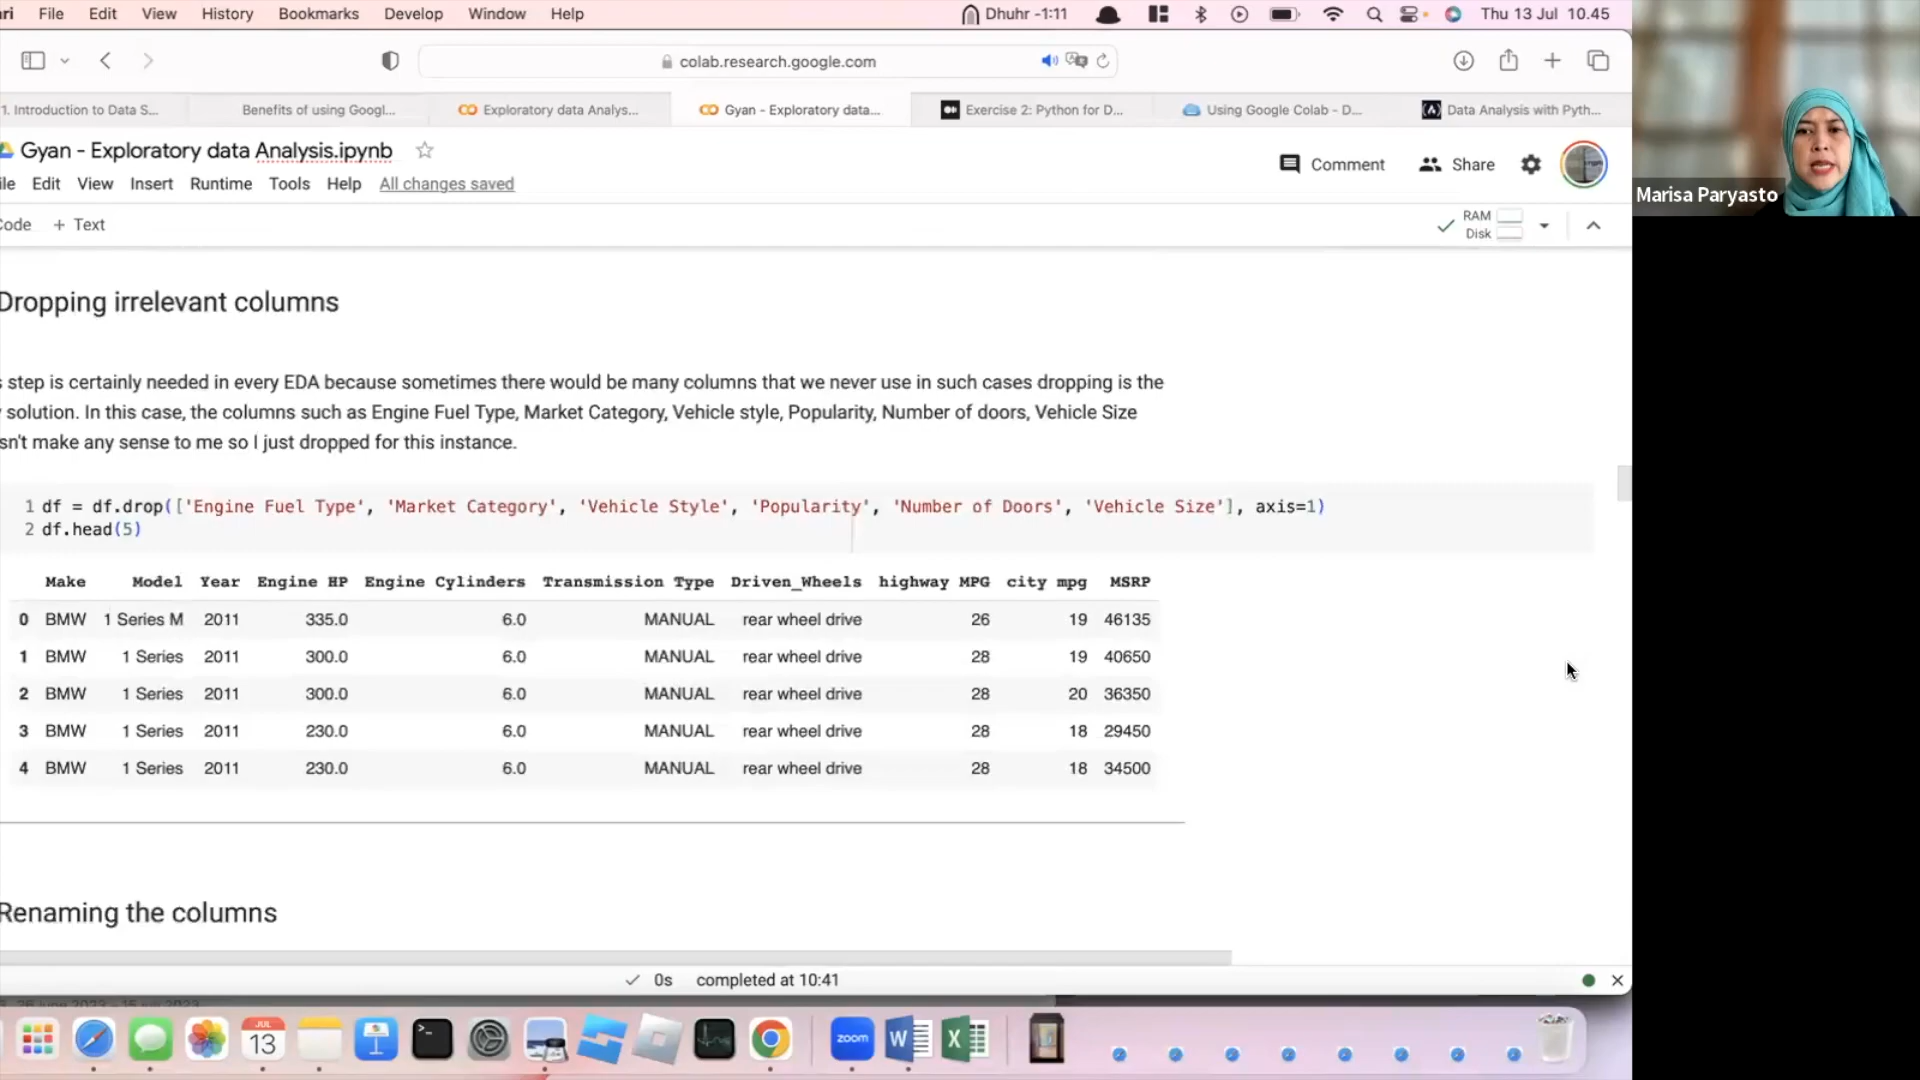 ri File Edit View History Bookmarks Develop Window Help Dhuhr -1:11 Thu 13 Jul 10.45
colab.research.google.com
1. Introduction to Data S... Benefits of using Googl... Exploratory data Analys... Gyan - Exploratory data... Exercise 2: Python for D... Using Google Colab - D... Data Analysis with Pyth...
Gyan - Exploratory data Analysis.ipynb
Comment Share
ile Edit View Insert Runtime Tools Help All changes saved
Code + Text
RAM
Disk
Marisa Paryasto
Dropping irrelevant columns
s step is certainly needed in every EDA because sometimes there would be many columns that we never use in such cases dropping is the
y solution. In this case, the columns such as Engine Fuel Type, Market Category, Vehicle style, Popularity, Number of doors, Vehicle Size
sn't make any sense to me so I just dropped for this instance.
1 df = df.drop(['Engine Fuel Type', 'Market Category', 'Vehicle Style', 'Popularity', 'Number of Doors', 'Vehicle Size'], axis=1)
2 df.head(5)
Make Model Year Engine HP Engine Cylinders Transmission Type Driven_Wheels highway MPG city mpg MSRP
0 BMW 1 Series M 2011 335.0 6.0 MANUAL rear wheel drive 26 19 46135
1 BMW 1 Series 2011 300.0 6.0 MANUAL rear wheel drive 28 19 40650
2 BMW 1 Series 2011 300.0 6.0 MANUAL rear wheel drive 28 20 36350
3 BMW 1 Series 2011 230.0 6.0 MANUAL rear wheel drive 28 18 29450
4 BMW 1 Series 2011 230.0 6.0 MANUAL rear wheel drive 28 18 34500
Renaming the columns
0s completed at 10:41
JUL
13
zoom
W
X